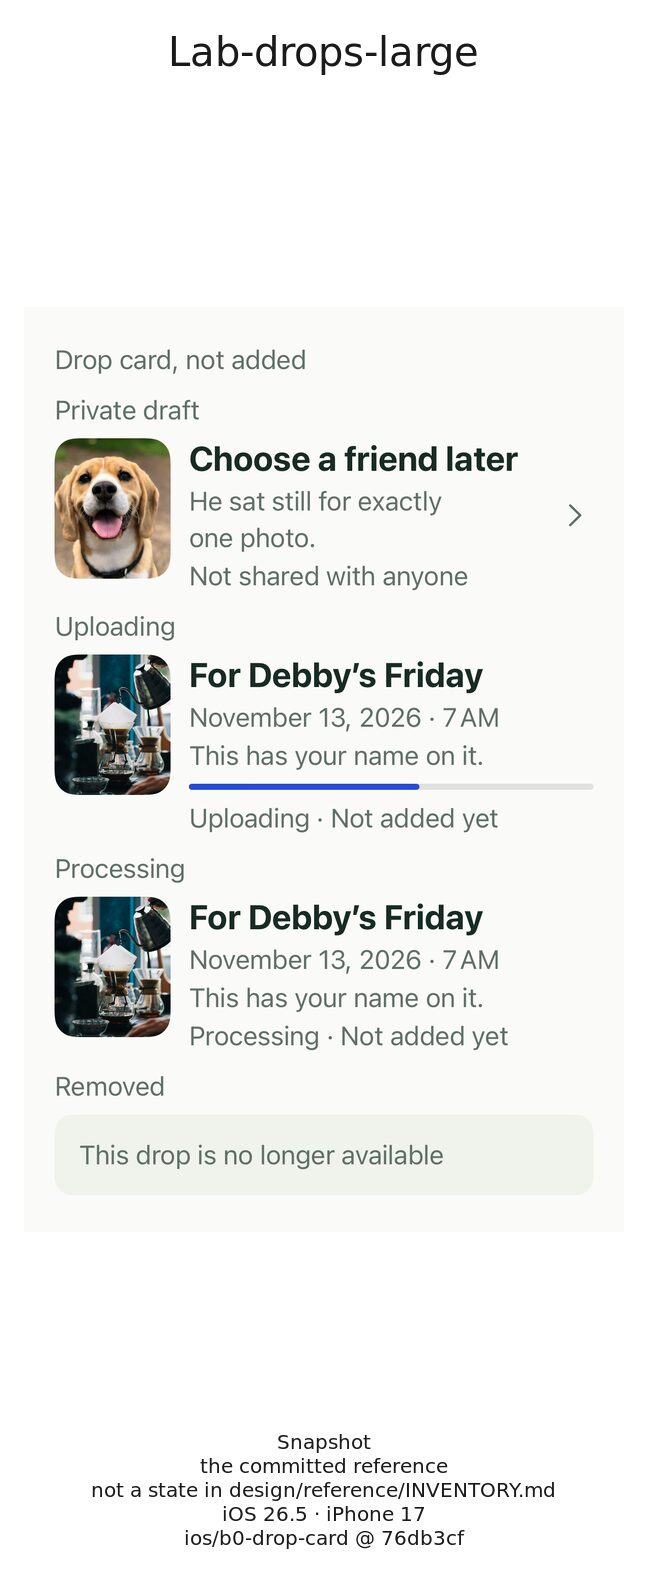 Lab-drops-large
Drop card, not added
Private draft
Choose a friend later
He sat still for exactly
one photo.
Not shared with anyone
Uploading
For Debby’s Friday
November 13, 2026 · 7 AM
This has your name on it.
Uploading · Not added yet
Processing
For Debby’s Friday
November 13, 2026 · 7 AM
This has your name on it.
Processing · Not added yet
Removed
This drop is no longer available
Snapshot
the committed reference
not a state in design/reference/INVENTORY.md
iOS 26.5 · iPhone 17
ios/b0-drop-card @ 76db3cf